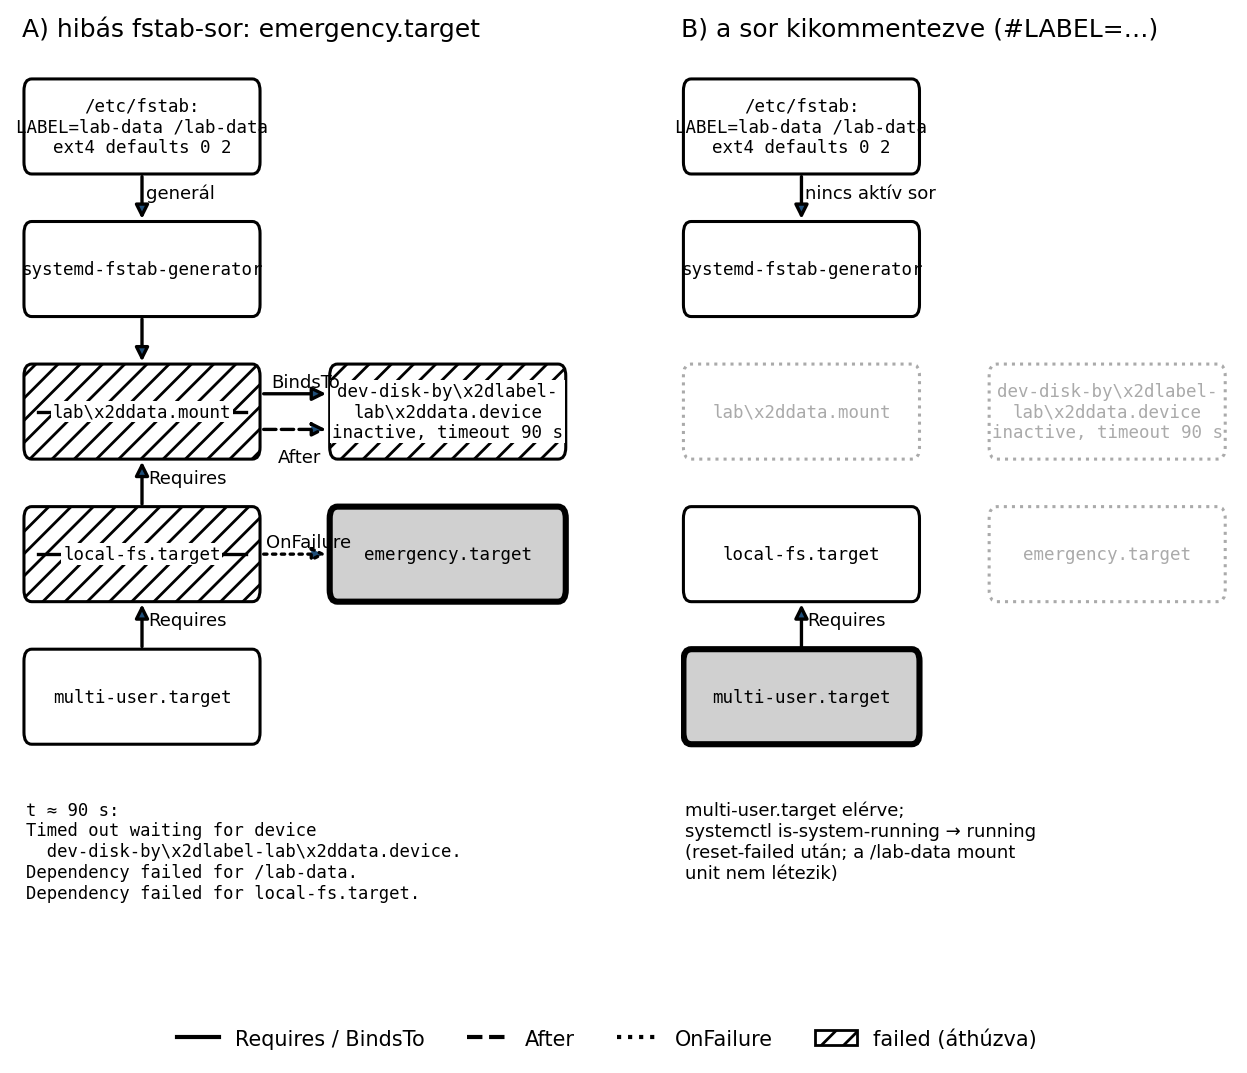 A) hibás fstab-sor: emergency.target
/etc/fstab:
LABEL=lab-data /lab-data
ext4 defaults 0 2
generál
systemd-fstab-generator
lab\x2ddata.mount
BindsTo
After
dev-disk-by\x2dlabel-
lab\x2ddata.device
inactive, timeout 90 s
Requires
local-fs.target
OnFailure
emergency.target
Requires
multi-user.target
t ≈ 90 s:
Timed out waiting for device
  dev-disk-by\x2dlabel-lab\x2ddata.device.
Dependency failed for /lab-data.
Dependency failed for local-fs.target.
B) a sor kikommentezve (#LABEL=...)
/etc/fstab:
LABEL=lab-data /lab-data
ext4 defaults 0 2
nincs aktív sor
systemd-fstab-generator
lab\x2ddata.mount
dev-disk-by\x2dlabel-
lab\x2ddata.device
inactive, timeout 90 s
local-fs.target
emergency.target
Requires
multi-user.target
multi-user.target elérve;
systemctl is-system-running → running
(reset-failed után; a /lab-data mount
unit nem létezik)
Requires / BindsTo
After
OnFailure
failed (áthúzva)